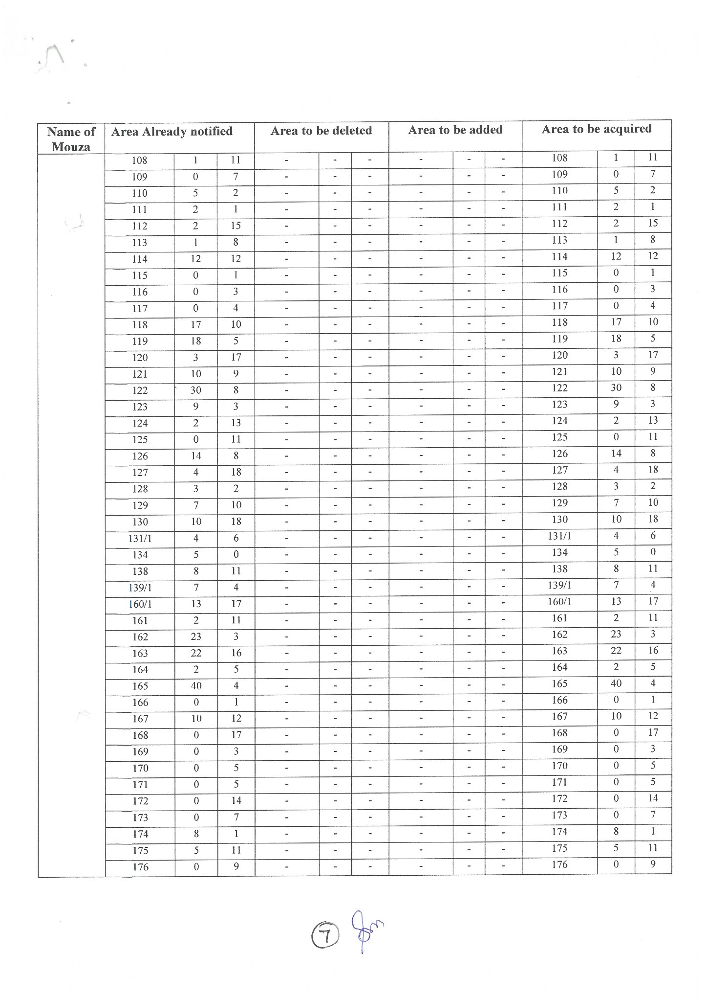 Name of Mouza Area Already notified Area to be deleted Area to be added Area to be acquired
108 1 11 - - - - - - 108 1 11
109 0 7 - - - - - - 109 0 7
110 5 2 - - - - - - 110 5 2
111 2 1 - - - - - - 111 2 1
112 2 15 - - - - - - 112 2 15
113 1 8 - - - - - - 113 1 8
114 12 12 - - - - - - 114 12 12
115 0 1 - - - - - - 115 0 1
116 0 3 - - - - - - 116 0 3
117 0 4 - - - - - - 117 0 4
118 17 10 - - - - - - 118 17 10
119 18 5 - - - - - - 119 18 5
120 3 17 - - - - - - 120 3 17
121 10 9 - - - - - - 121 10 9
122 30 8 - - - - - - 122 30 8
123 9 3 - - - - - - 123 9 3
124 2 13 - - - - - - 124 2 13
125 0 11 - - - - - - 125 0 11
126 14 8 - - - - - - 126 14 8
127 4 18 - - - - - - 127 4 18
128 3 2 - - - - - - 128 3 2
129 7 10 - - - - - - 129 7 10
130 10 18 - - - - - - 130 10 18
131/1 4 6 - - - - - - 131/1 4 6
134 5 0 - - - - - - 134 5 0
138 8 11 - - - - - - 138 8 11
139/1 7 4 - - - - - - 139/1 7 4
160/1 13 17 - - - - - - 160/1 13 17
161 2 11 - - - - - - 161 2 11
162 23 3 - - - - - - 162 23 3
163 22 16 - - - - - - 163 22 16
164 2 5 - - - - - - 164 2 5
165 40 4 - - - - - - 165 40 4
166 0 1 - - - - - - 166 0 1
167 10 12 - - - - - - 167 10 12
168 0 17 - - - - - - 168 0 17
169 0 3 - - - - - - 169 0 3
170 0 5 - - - - - - 170 0 5
171 0 5 - - - - - - 171 0 5
172 0 14 - - - - - - 172 0 14
173 0 7 - - - - - - 173 0 7
174 8 1 - - - - - - 174 8 1
175 5 11 - - - - - - 175 5 11
176 0 9 - - - - - - 176 0 9
7